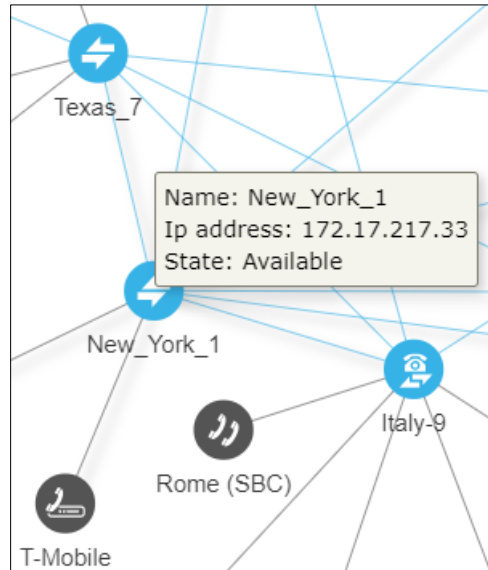 Texas_7
Name: New_York_1
Ip address: 172.17.217.33
State: Available
New_York_1
Italy-9
Rome (SBC)
T-Mobile